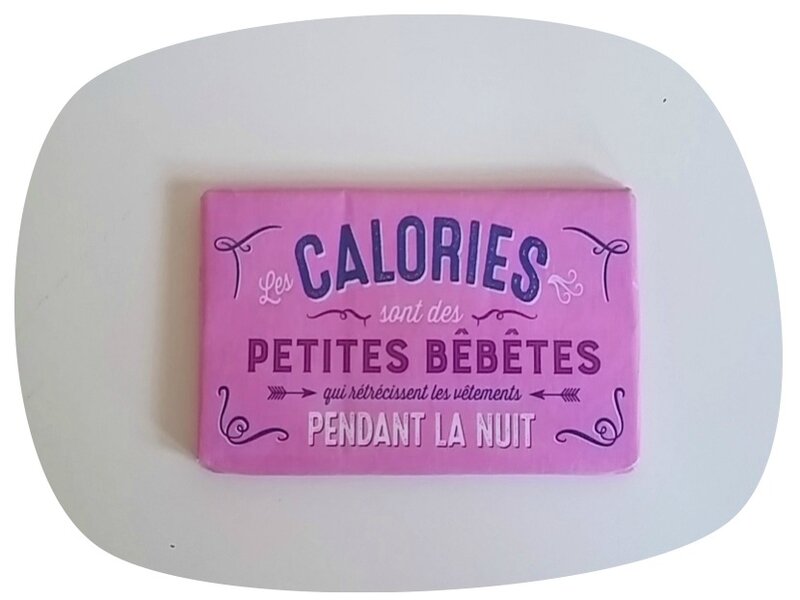 Les CALORIES
sont des
PETITES BÊBÊTES
qui rétrécissent les vêtements
PENDANT LA NUIT